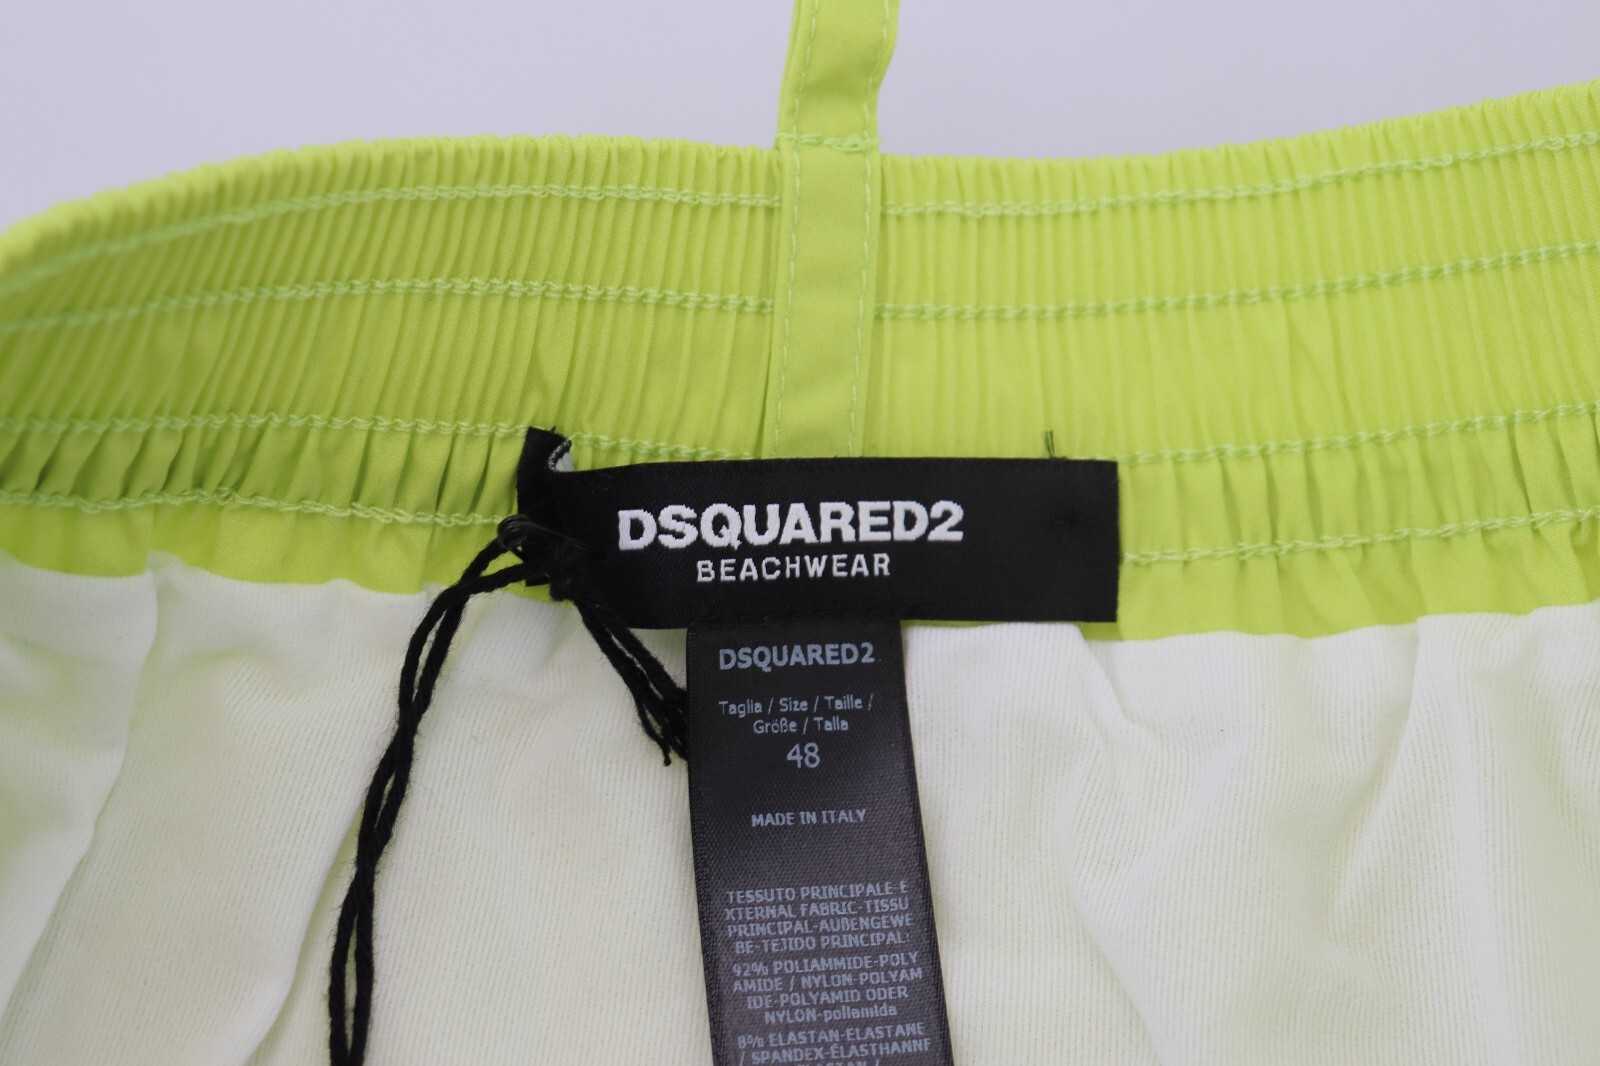 DSQUARED2
BEACHWEAR
DSQUARED2
Taglia / Size / Taille /
Größe / Talla
48
MADE IN ITALY
TESSUTO PRINCIPALE-E
XTERNAL FABRIC-TISSU
PRINCIPAL-AUßENGEWE
BE-TEJIDO PRINCIPAL:
92% POLIAMMIDE-POLY
AMIDE / NYLON-POLYAM
IDE-POLYAMID ODER
NYLON-poliamida
8% ELASTAN-ELASTANE
/ SPANDEX-ÉLASTHANNE